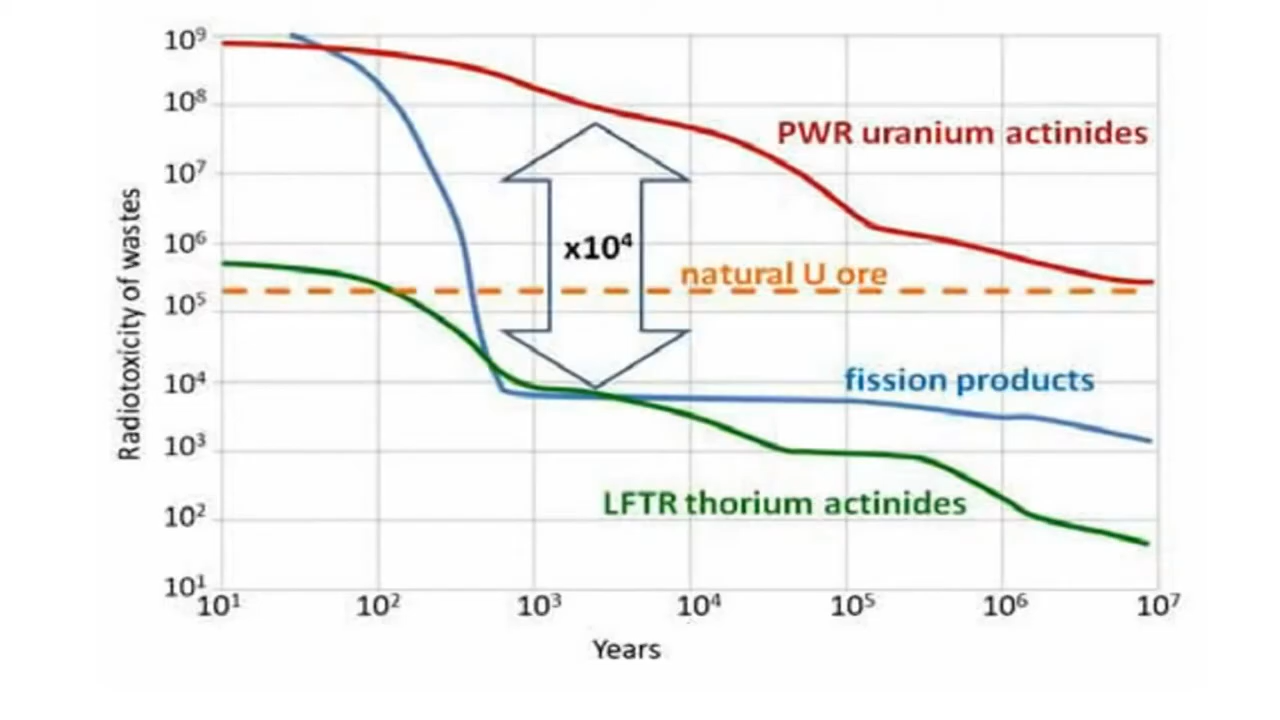 10⁹
10⁸
10⁷
10⁶
10⁵
10⁴
10³
10²
10¹
Radiotoxicity of wastes
PWR uranium actinides
x10⁴
natural U ore
fission products
LFTR thorium actinides
10¹ 10² 10³ 10⁴ 10⁵ 10⁶ 10⁷
Years